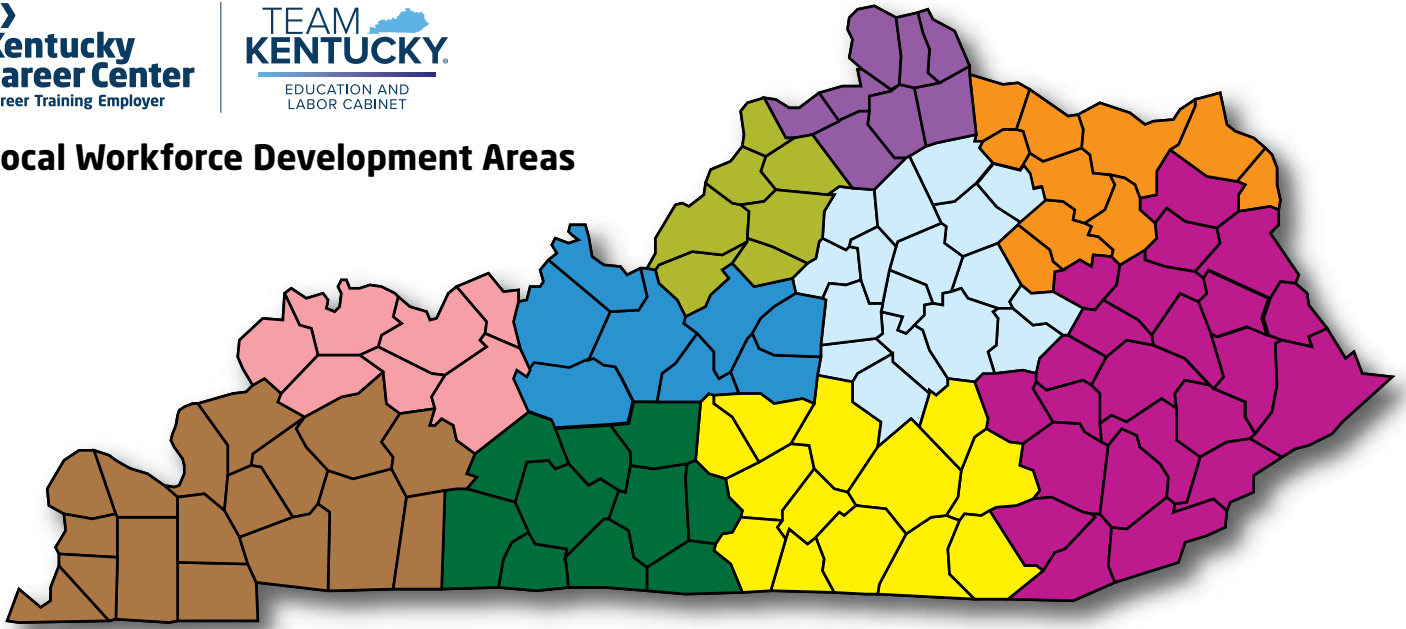 Kentucky
areer Center
reer Training Employer
TEAM
KENTUCKY®
EDUCATION AND
LABOR CABINET
ocal Workforce Development Areas